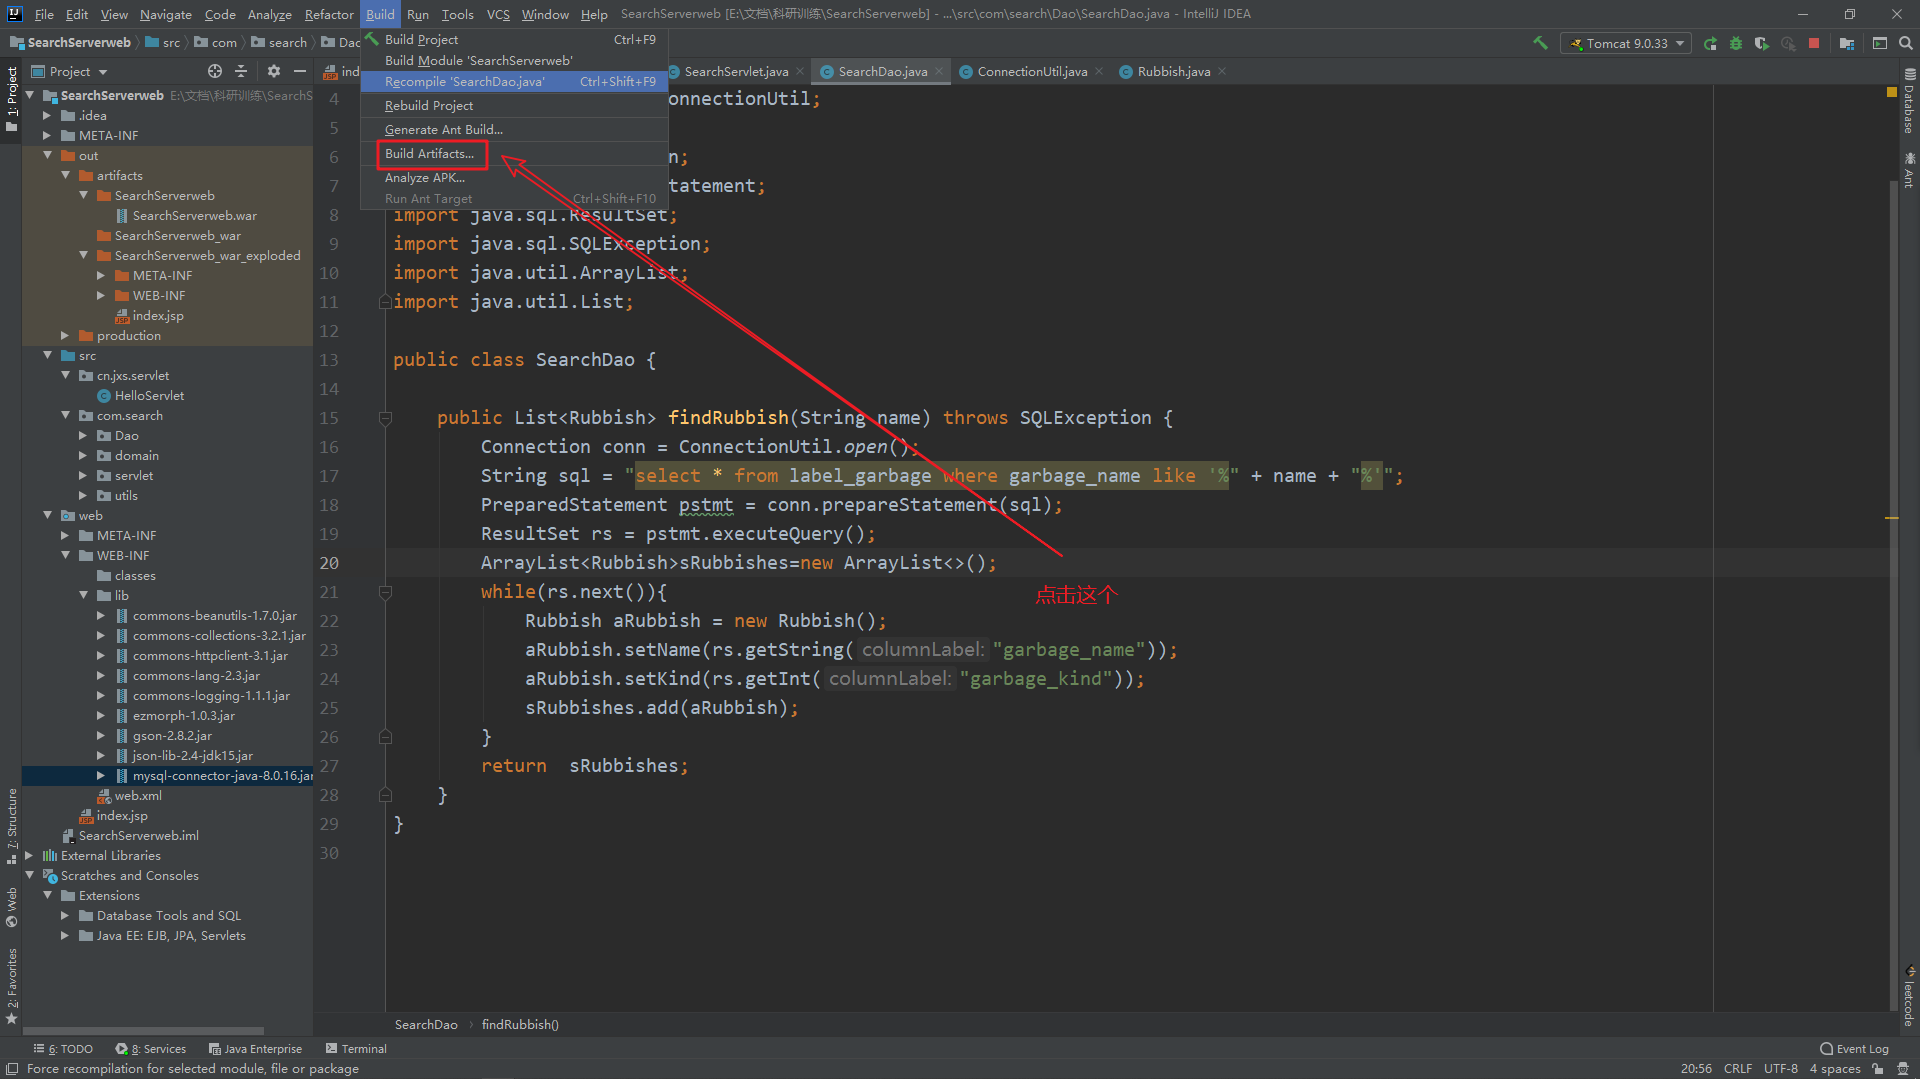 File Edit View Navigate Code Analyze Refactor Build Run Tools VCS Window Help SearchServerweb [E:\文档\科研训练\SearchServerweb] - ...\src\com\search\Dao\SearchDao.java - IntelliJ IDEA
SearchServerweb src com search Dao Tomcat 9.0.33
Build Project Ctrl+F9
Build Module 'SearchServerweb'
Recompile 'SearchDao.java' Ctrl+Shift+F9
Rebuild Project
Generate Ant Build...
Build Artifacts...
Analyze APK...
Run Ant Target Ctrl+Shift+F10
Project
ind SearchServlet.java SearchDao.java ConnectionUtil.java Rubbish.java
1: Project
7: Structure
Web
2: Favorites
SearchServerweb E:\文档\科研训练\SearchS
.idea
META-INF
out
artifacts
SearchServerweb
SearchServerweb.war
SearchServerweb_war
SearchServerweb_war_exploded
META-INF
WEB-INF
index.jsp
production
src
cn.jxs.servlet
HelloServlet
com.search
Dao
domain
servlet
utils
web
META-INF
WEB-INF
classes
lib
commons-beanutils-1.7.0.jar
commons-collections-3.2.1.jar
commons-httpclient-3.1.jar
commons-lang-2.3.jar
commons-logging-1.1.1.jar
ezmorph-1.0.3.jar
gson-2.8.2.jar
json-lib-2.4-jdk15.jar
mysql-connector-java-8.0.16.jar
web.xml
index.jsp
SearchServerweb.iml
External Libraries
Scratches and Consoles
Extensions
Database Tools and SQL
Java EE: EJB, JPA, Servlets
4 onnectionUtil;
5
6 n;
7 tatement;
8 import java.sql.ResultSet;
9 import java.sql.SQLException;
10 import java.util.ArrayList;
11 import java.util.List;
12
13 public class SearchDao {
14
15 public List<Rubbish> findRubbish(String name) throws SQLException {
16 Connection conn = ConnectionUtil.open();
17 String sql = "select * from label_garbage where garbage_name like '%" + name + "%'";
18 PreparedStatement pstmt = conn.prepareStatement(sql);
19 ResultSet rs = pstmt.executeQuery();
20 ArrayList<Rubbish>sRubbishes=new ArrayList<>();
21 while(rs.next()){
点击这个
22 Rubbish aRubbish = new Rubbish();
23 aRubbish.setName(rs.getString( columnLabel: "garbage_name"));
24 aRubbish.setKind(rs.getInt( columnLabel: "garbage_kind"));
25 sRubbishes.add(aRubbish);
26 }
27 return sRubbishes;
28 }
29 }
30
Database
Ant
leetcode
SearchDao › findRubbish()
6: TODO 8: Services Java Enterprise Terminal Event Log
Force recompilation for selected module, file or package 20:56 CRLF UTF-8 4 spaces